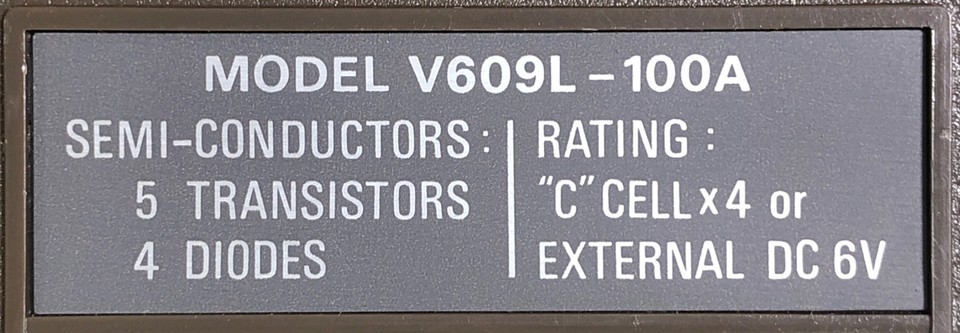 MODEL V609L-100A
SEMI-CONDUCTORS:
5 TRANSISTORS
4 DIODES
RATING:
"C" CELL x 4 or
EXTERNAL DC 6V